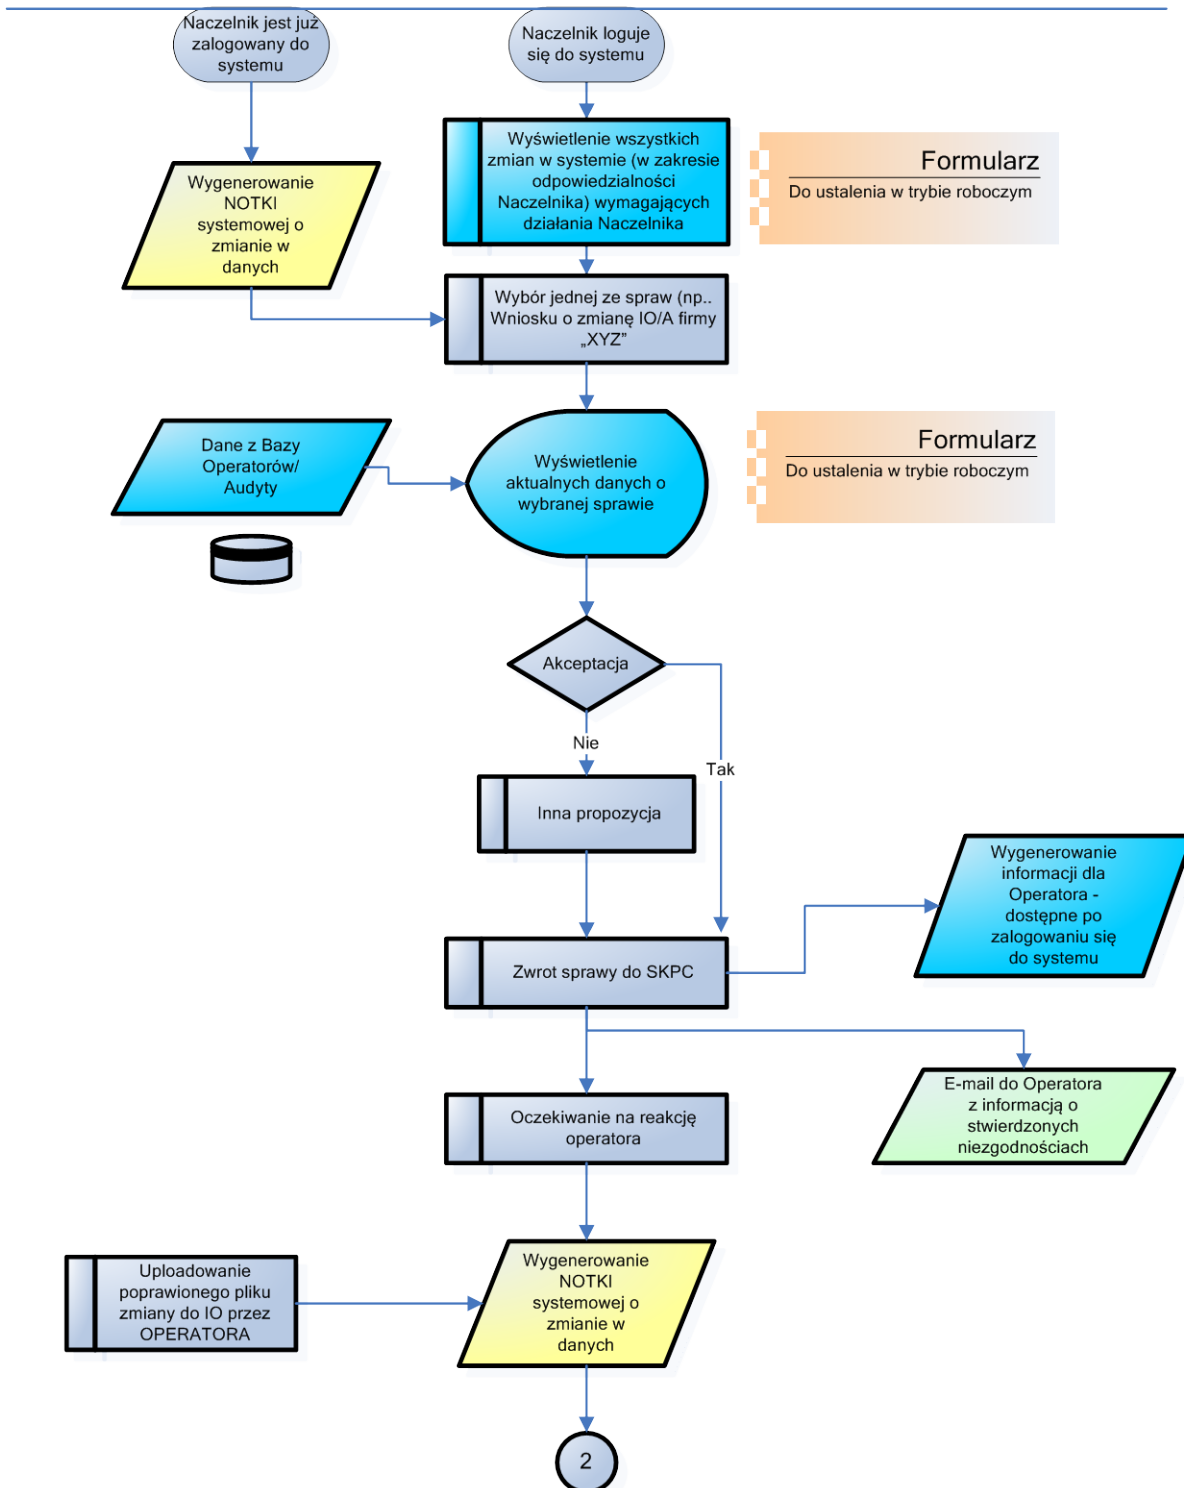 Naczelnik jest już
zalogowany do
systemu
Naczelnik loguje
się do systemu
Wyświetlenie wszystkich
zmian w systemie (w zakresie
odpowiedzialności
Naczelnika) wymagających
działania Naczelnika
Formularz
Do ustalenia w trybie roboczym
Wygenerowanie
NOTKI
systemowej o
zmianie w
danych
Wybór jednej ze spraw (np..
Wniosku o zmianę IO/A firmy
„XYZ”
Dane z Bazy
Operatorów/
Audyty
Wyświetlenie
aktualnych danych o
wybranej sprawie
Formularz
Do ustalenia w trybie roboczym
Akceptacja
Nie
Tak
Inna propozycja
Wygenerowanie
informacji dla
Operatora -
dostępne po
zalogowaniu się
do systemu
Zwrot sprawy do SKPC
E-mail do Operatora
z informacją o
stwierdzonych
niezgodnościach
Oczekiwanie na reakcję
operatora
Uploadowanie
poprawionego pliku
zmiany do IO przez
OPERATORA
Wygenerowanie
NOTKI
systemowej o
zmianie w
danych
2